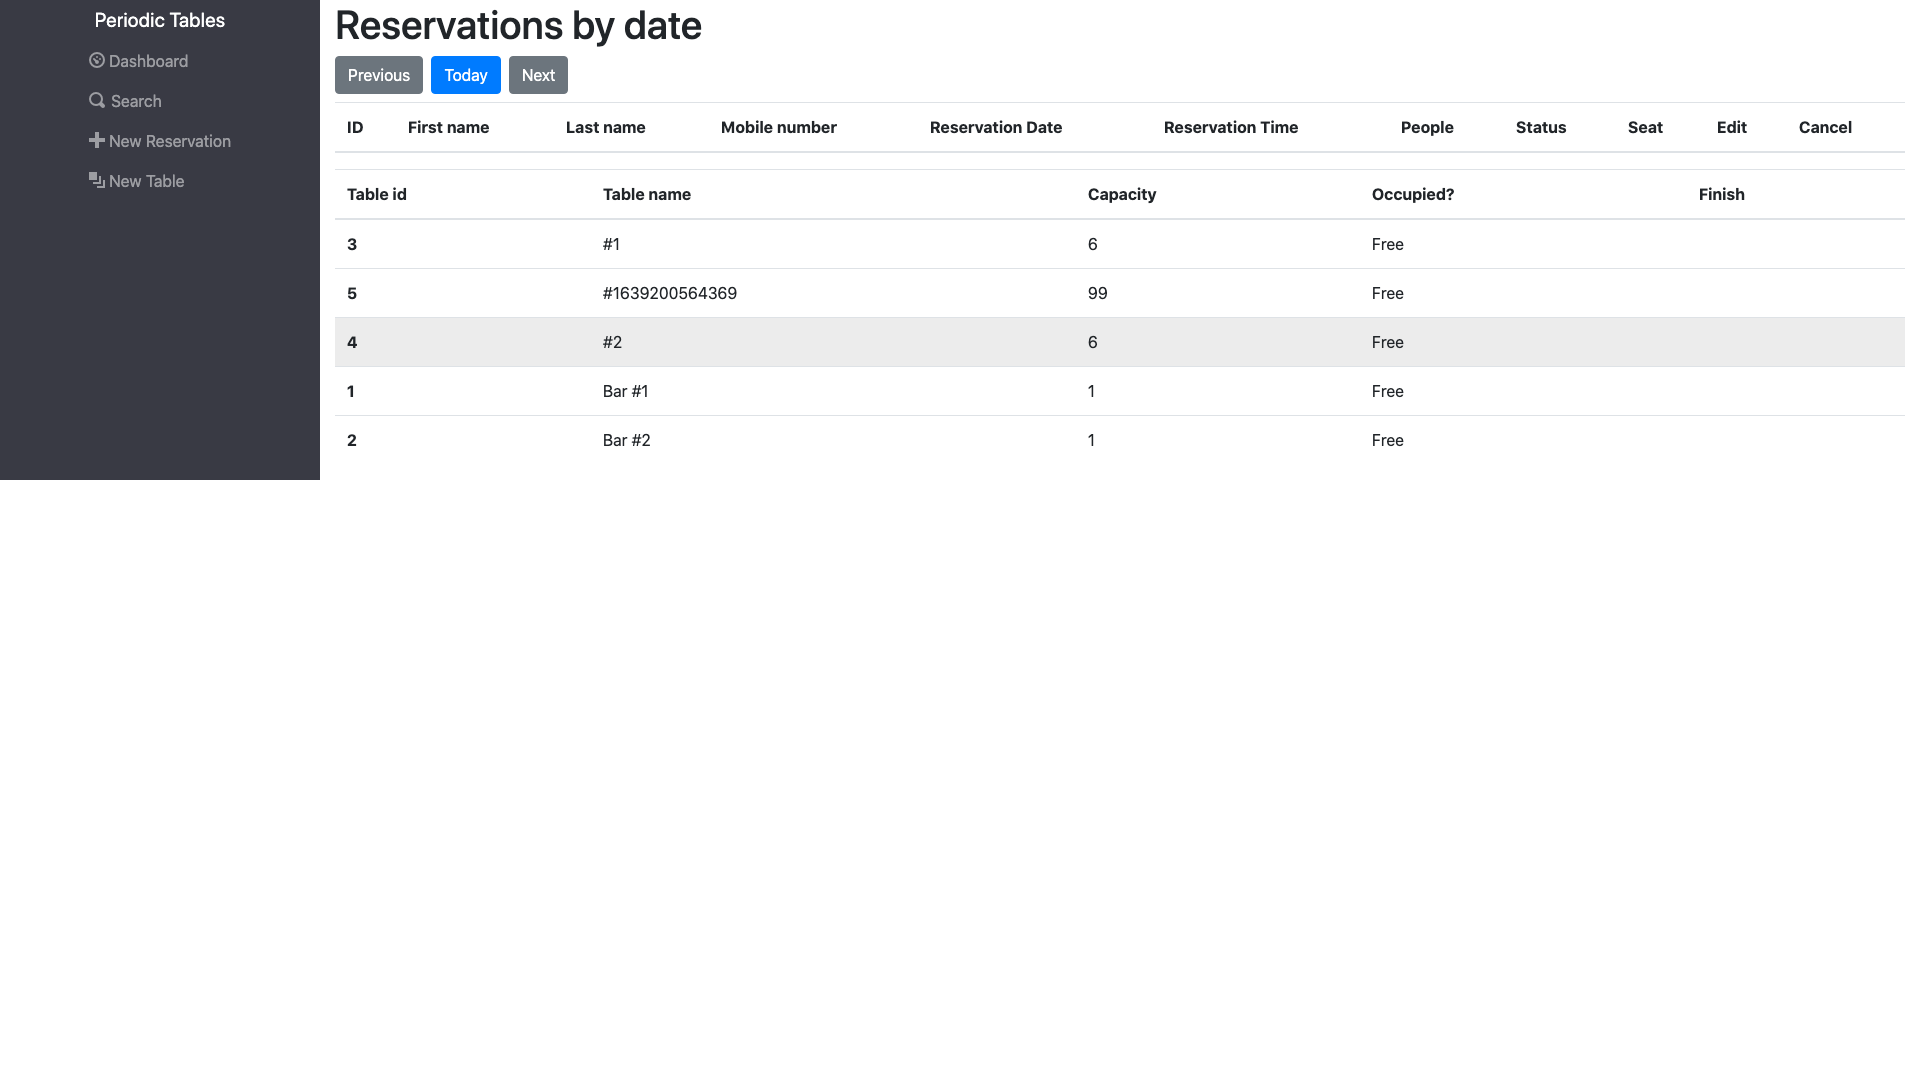 Periodic Tables
Dashboard
Search
New Reservation
New Table
Reservations by date
Previous Today Next
ID First name Last name Mobile number Reservation Date Reservation Time People Status Seat Edit Cancel
Table id Table name Capacity Occupied? Finish
3 #1 6 Free
5 #1639200564369 99 Free
4 #2 6 Free
1 Bar #1 1 Free
2 Bar #2 1 Free